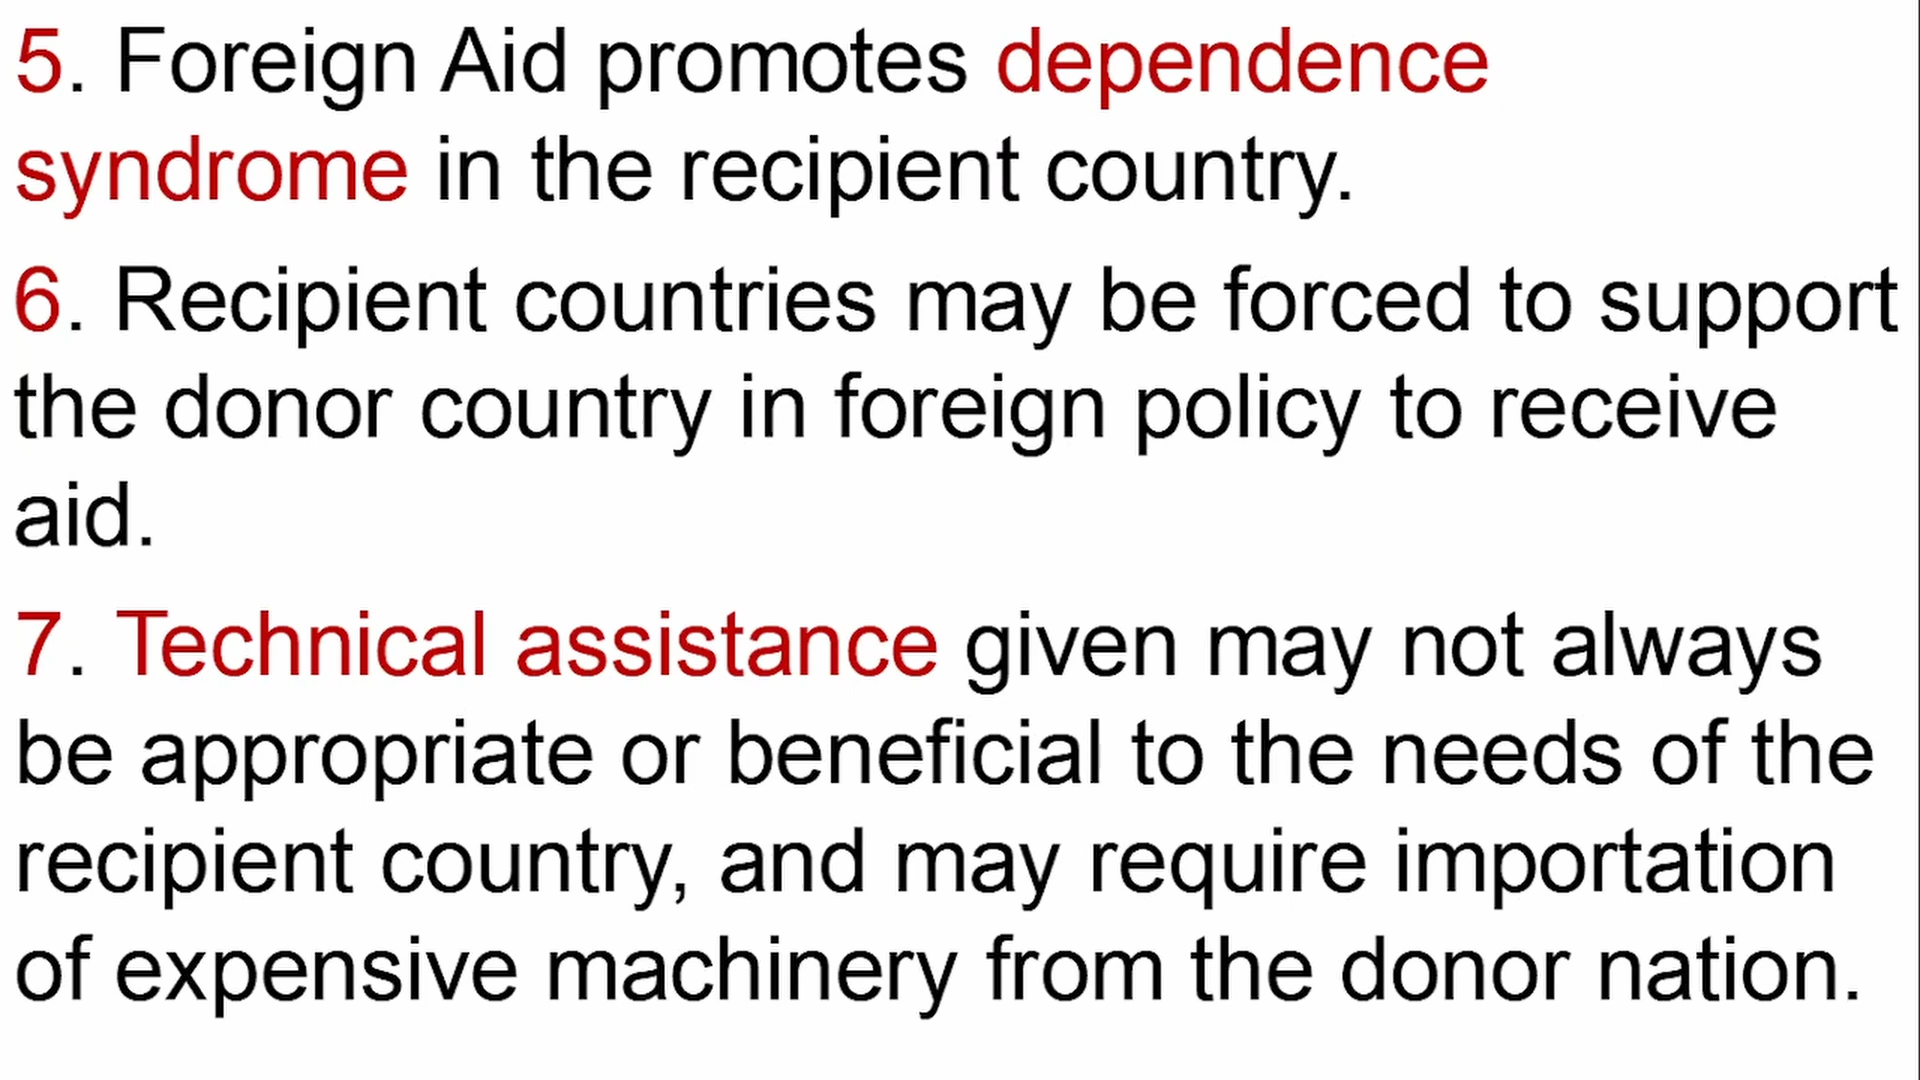 5. Foreign Aid promotes dependence
syndrome in the recipient country.
6. Recipient countries may be forced to support
the donor country in foreign policy to receive
aid.
7. Technical assistance given may not always
be appropriate or beneficial to the needs of the
recipient country, and may require importation
of expensive machinery from the donor nation.